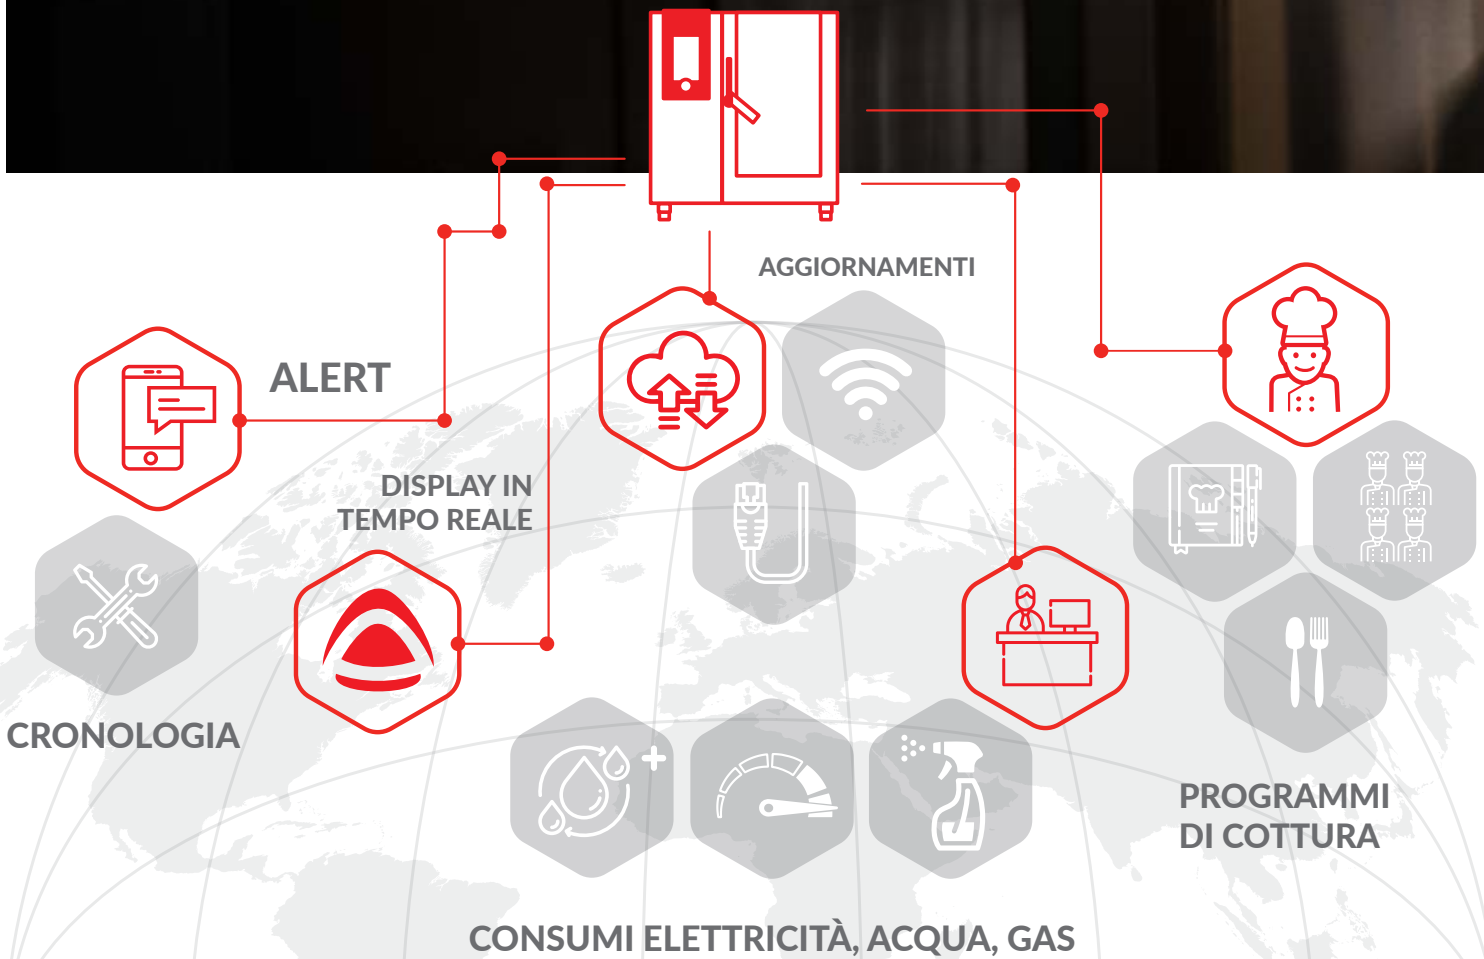 AGGIORNAMENTI
ALERT
DISPLAY IN
TEMPO REALE
CRONOLOGIA
PROGRAMMI
DI COTTURA
CONSUMI ELETTRICITÀ, ACQUA, GAS